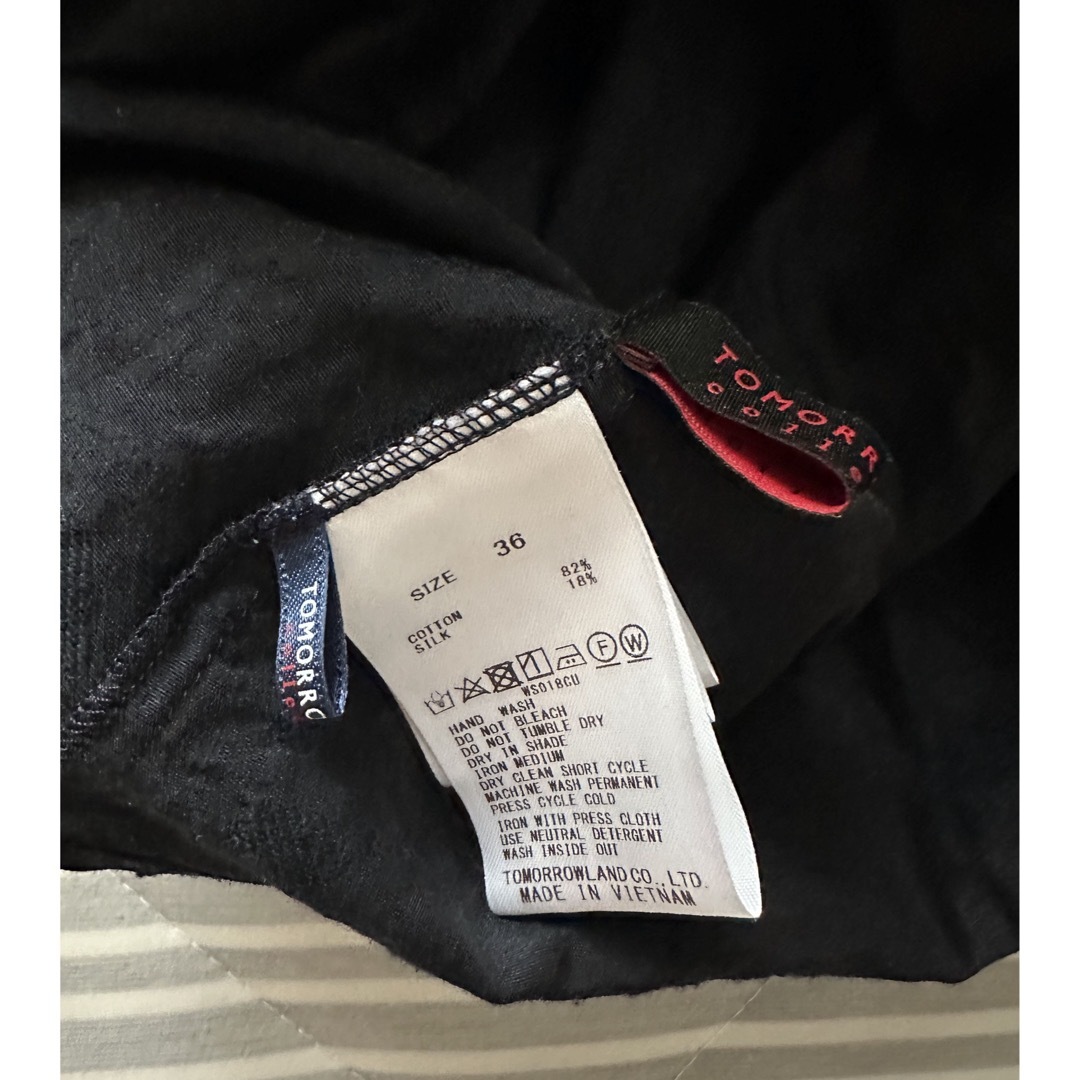 TOMORR
colle
TOMORRO
colle
SIZE 36
COTTON 82%
SILK 18%
F W
WS018CU
HAND WASH
DO NOT BLEACH
DO NOT TUMBLE DRY
DRY IN SHADE
IRON MEDIUM
DRY CLEAN SHORT CYCLE
MACHINE WASH PERMANENT
PRESS CYCLE COLD
IRON WITH PRESS CLOTH
USE NEUTRAL DETERGENT
WASH INSIDE OUT
TOMORROWLAND CO., LTD.
MADE IN VIETNAM